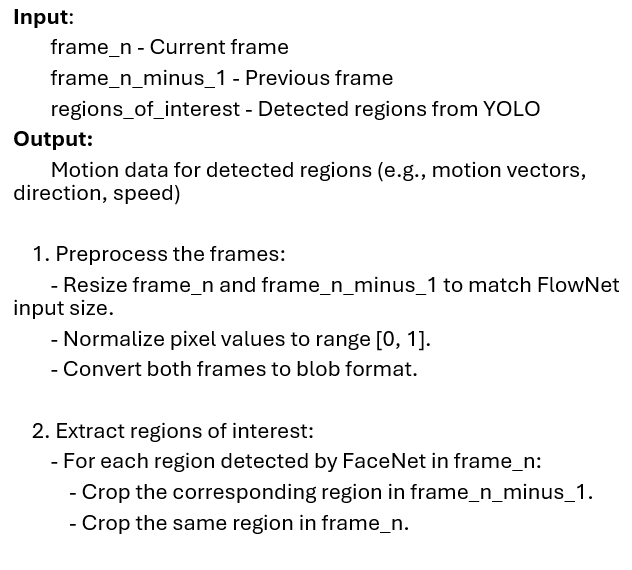 Input:
frame_n - Current frame
frame_n_minus_1 - Previous frame
regions_of_interest - Detected regions from YOLO
Output:
Motion data for detected regions (e.g., motion vectors,
direction, speed)
1. Preprocess the frames:
- Resize frame_n and frame_n_minus_1 to match FlowNet
input size.
- Normalize pixel values to range [0, 1].
- Convert both frames to blob format.
2. Extract regions of interest:
- For each region detected by FaceNet in frame_n:
- Crop the corresponding region in frame_n_minus_1.
- Crop the same region in frame_n.